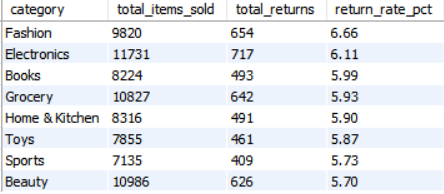 category total_items_sold total_returns return_rate_pct
Fashion 9820 654 6.66
Electronics 11731 717 6.11
Books 8224 493 5.99
Grocery 10827 642 5.93
Home & Kitchen 8316 491 5.90
Toys 7855 461 5.87
Sports 7135 409 5.73
Beauty 10986 626 5.70